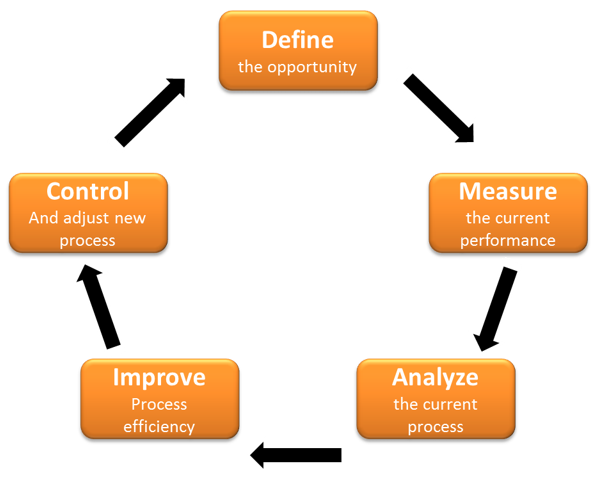 Define
the opportunity
Measure
the current
performance
Analyze
the current
process
Improve
Process
efficiency
Control
And adjust new
process